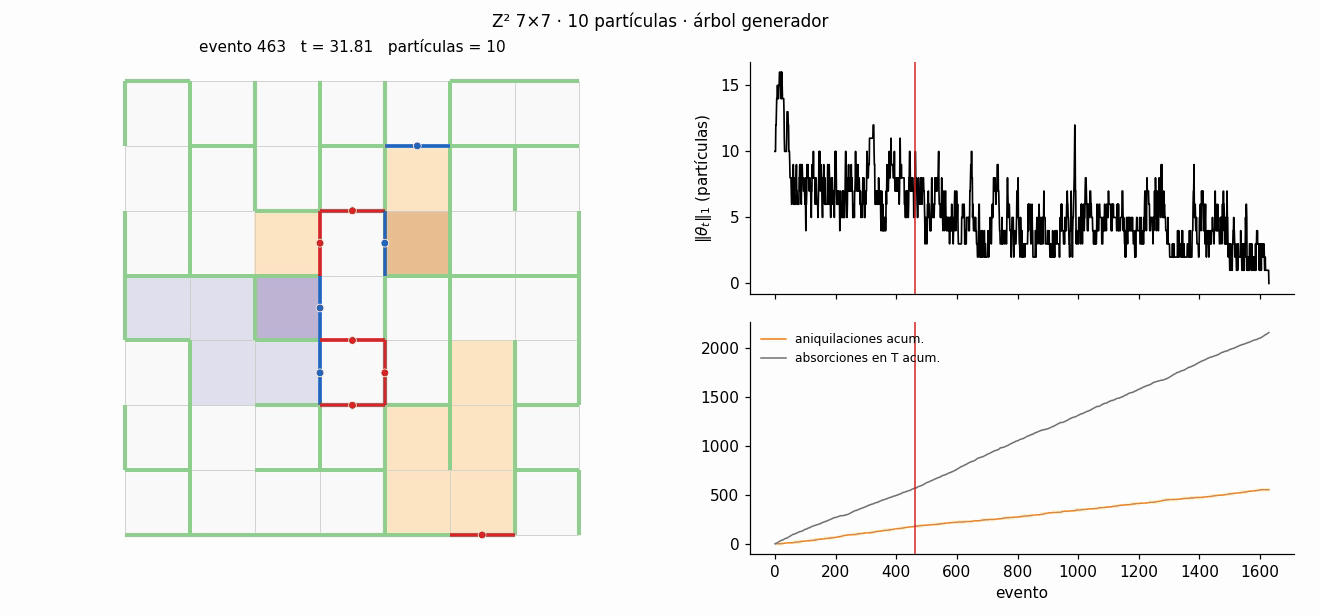 Z² 7×7 · 10 partículas · árbol generador
evento 463   t = 31.81   partículas = 10
‖θₜ‖₁ (partículas)
15
10
5
0
aniquilaciones acum.
absorciones en T acum.
2000
1500
1000
500
0
0 200 400 600 800 1000 1200 1400 1600
evento